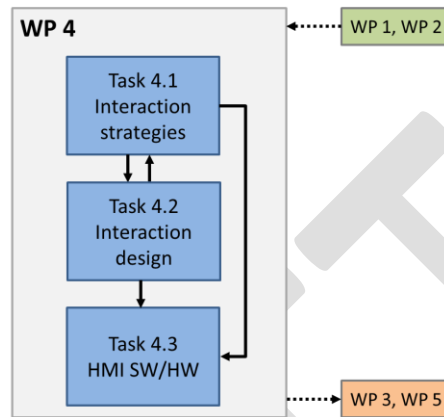 WP 4
WP 1, WP 2
Task 4.1
Interaction
strategies
Task 4.2
Interaction
design
Task 4.3
HMI SW/HW
WP 3, WP 5